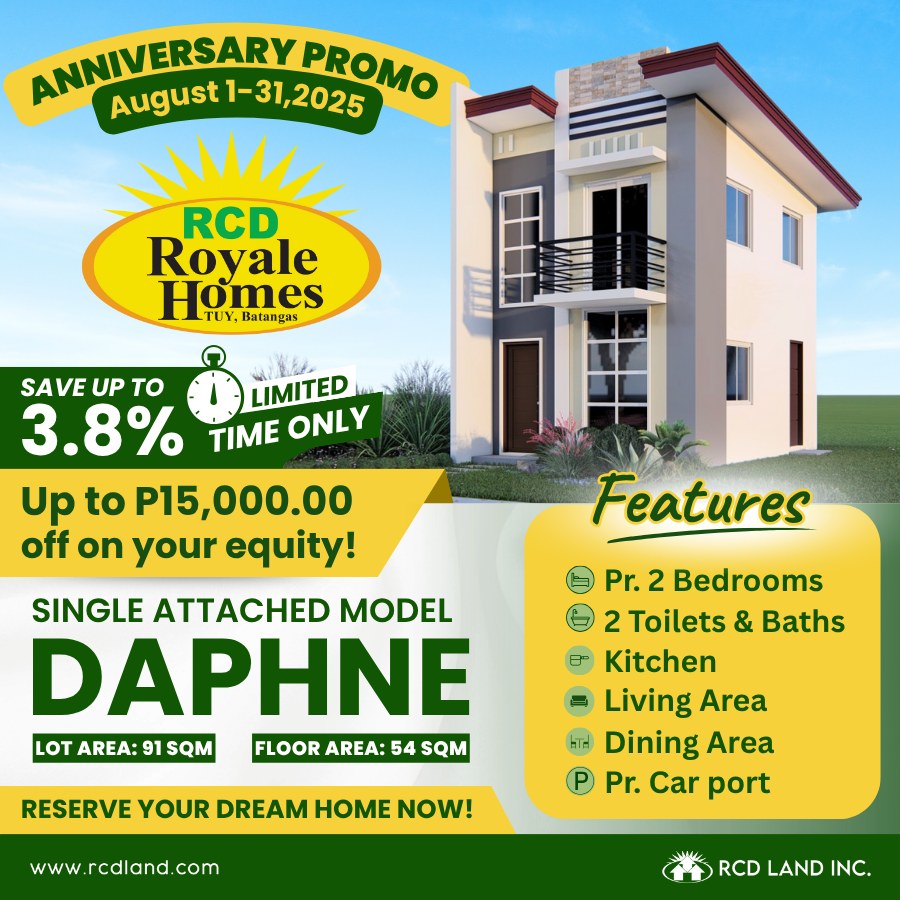 ANNIVERSARY PROMO
August 1-31,2025
RCD
Royale
Homes
TUY, Batangas
SAVE UP TO
3.8%
LIMITED
TIME ONLY
Up to P15,000.00
off on your equity!
SINGLE ATTACHED MODEL
DAPHNE
LOT AREA: 91 SQM
FLOOR AREA: 54 SQM
RESERVE YOUR DREAM HOME NOW!
Features
Pr. 2 Bedrooms
2 Toilets & Baths
Kitchen
Living Area
Dining Area
P Pr. Car port
www.rcdland.com
RCD LAND INC.